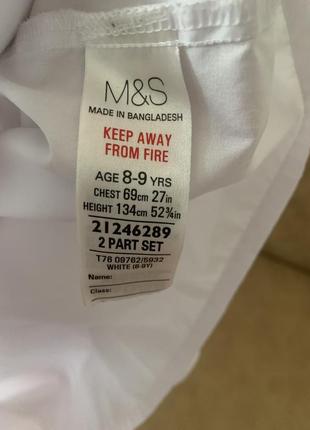 M&S
MADE IN BANGLADESH
KEEP AWAY
FROM FIRE
AGE 8-9 YRS
CHEST 69cm 27in
HEIGHT 134cm 52¾in
21246289
2 PART SET
T76 09762/5932
WHITE (8-9Y)
Name:
Class: